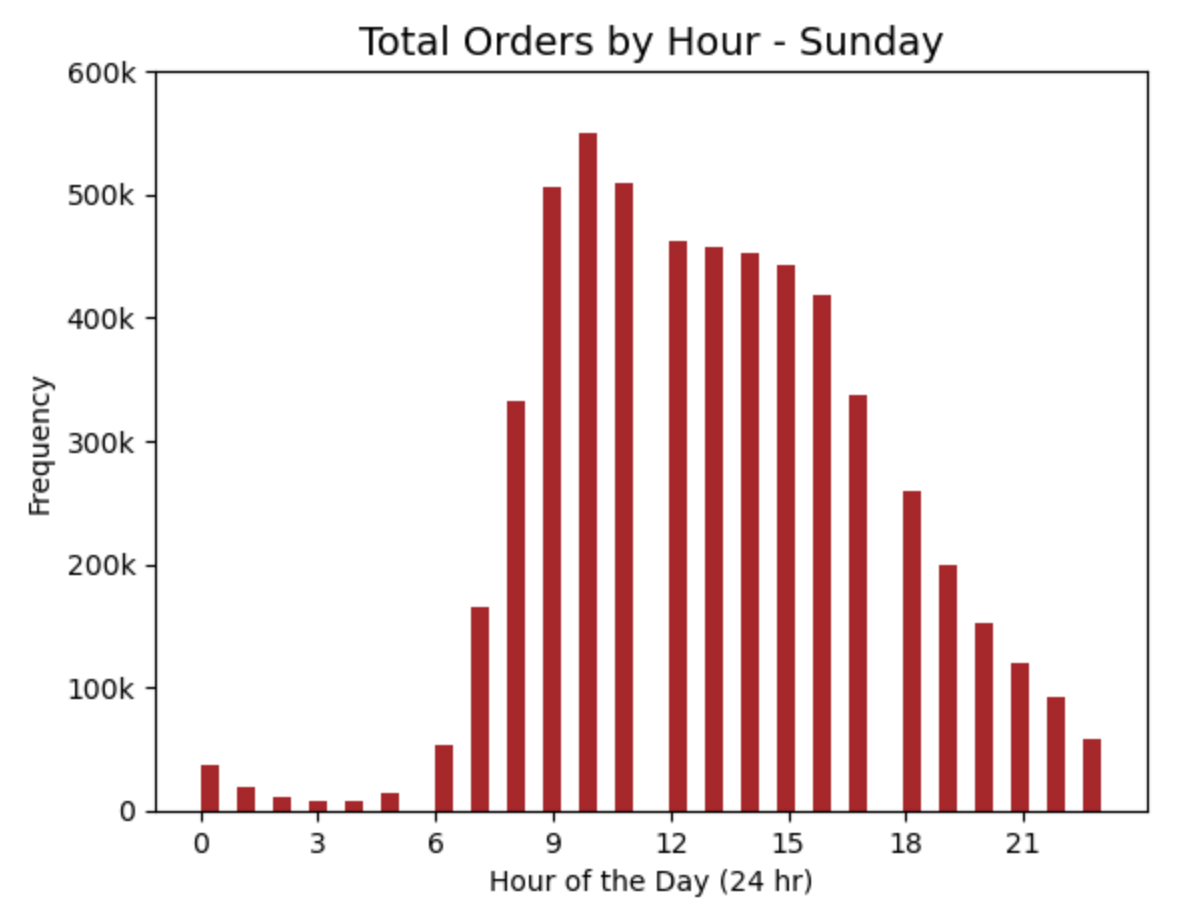 Total Orders by Hour - Sunday
600k
500k
400k
300k
200k
100k
0
Frequency
0 3 6 9 12 15 18 21
Hour of the Day (24 hr)